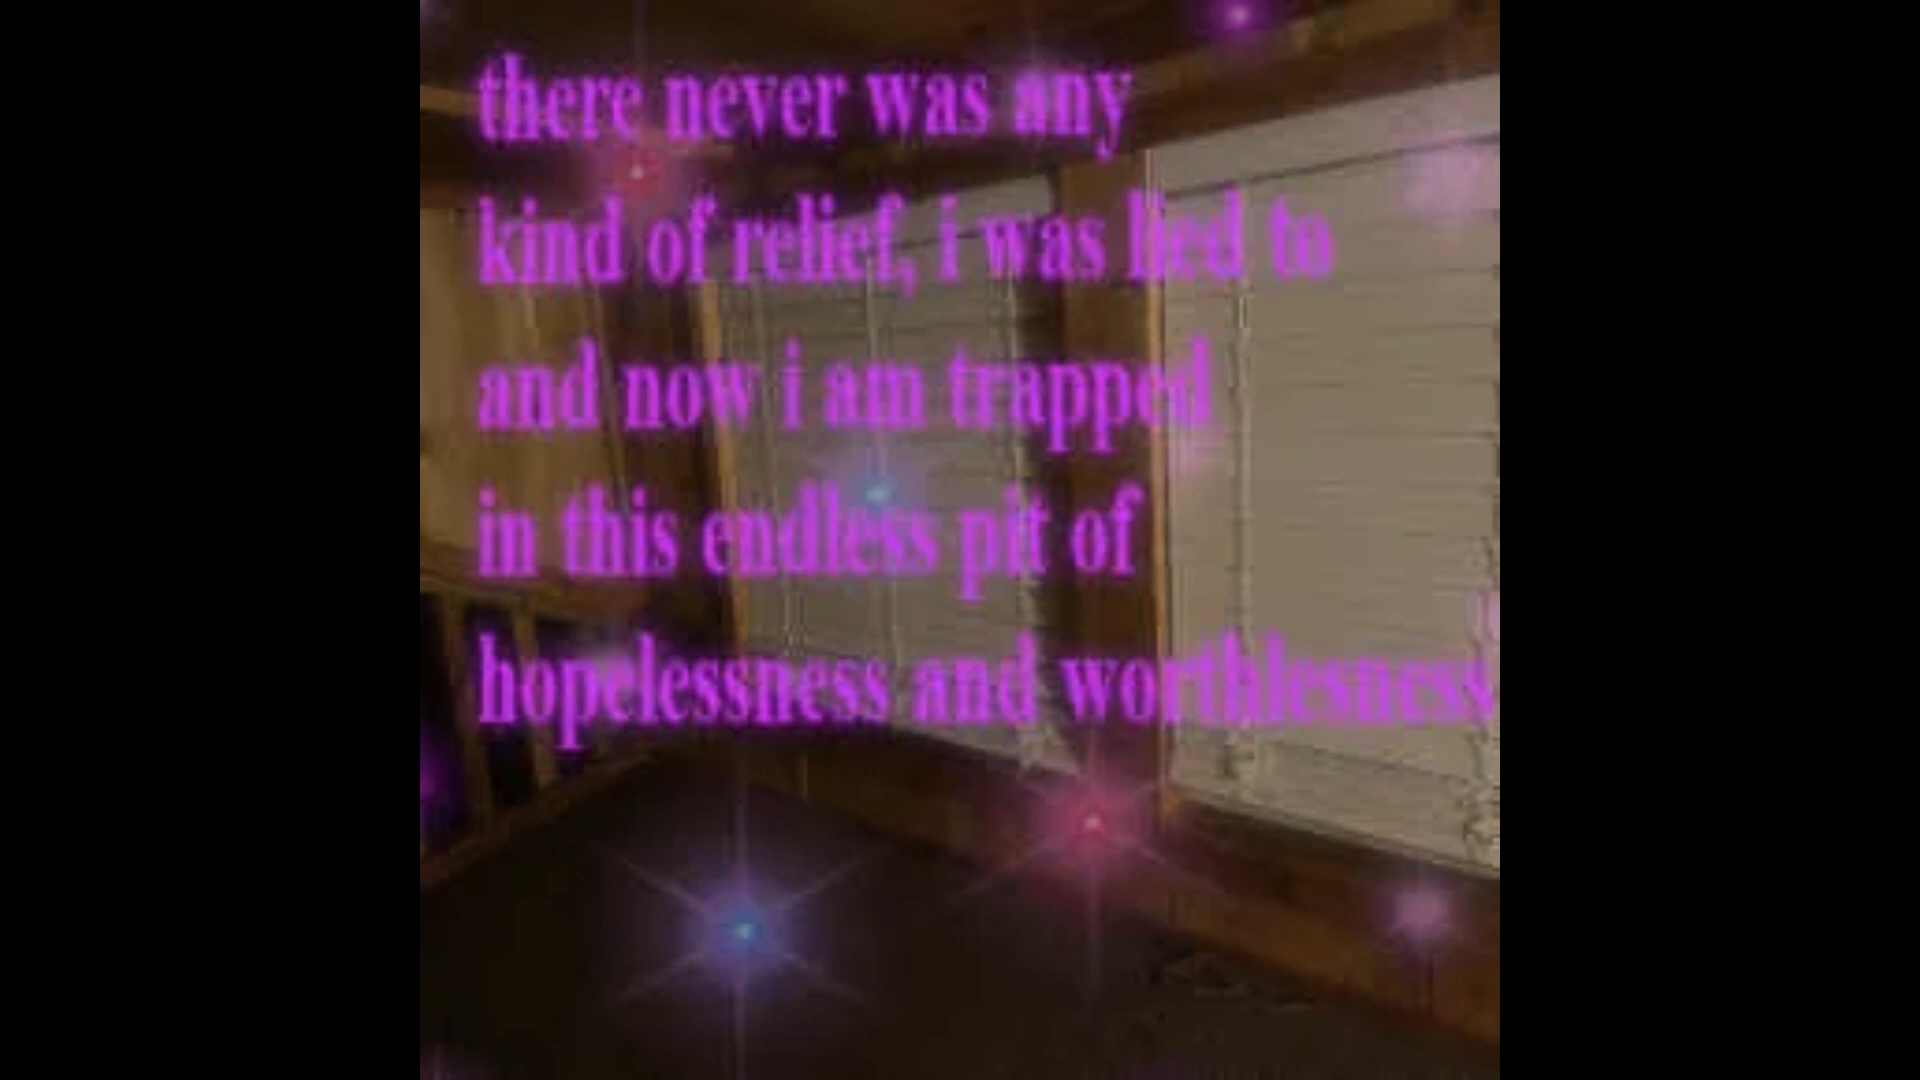 there never was any
kind of relief, i was lied to
and now i am trapped
in this endless pit of
hopelessness and worthlesness